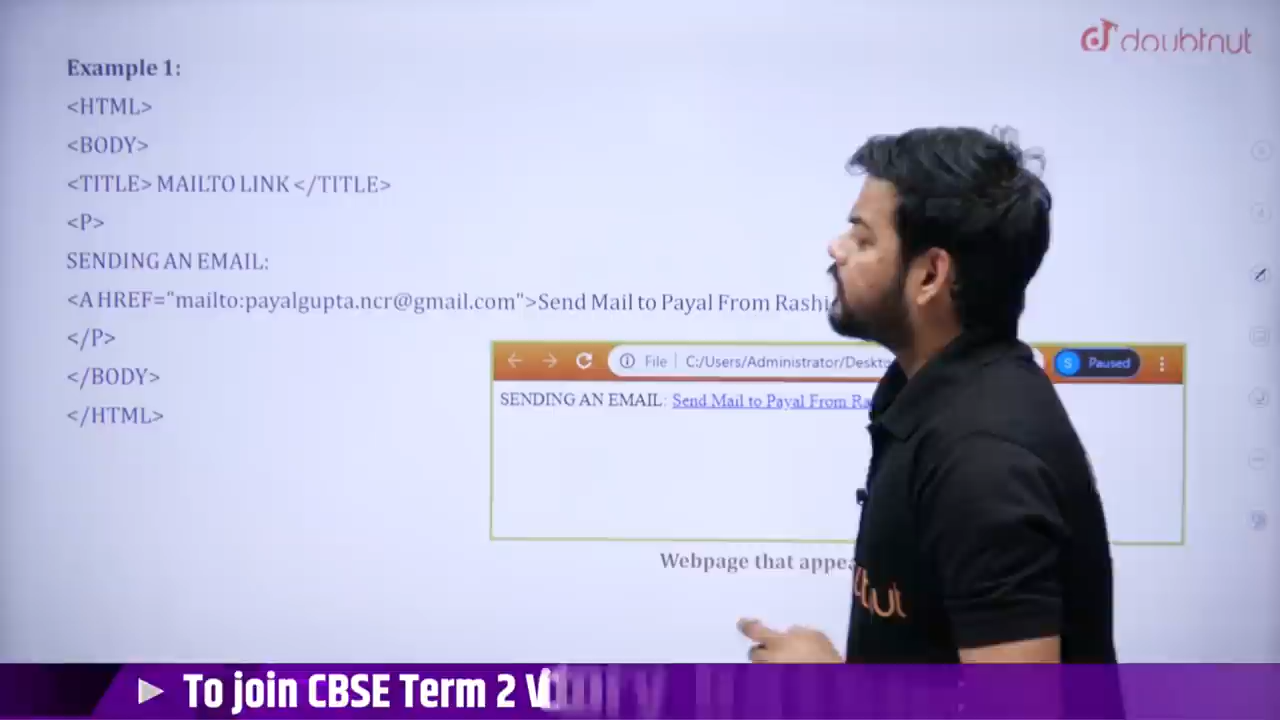 doubtnut
Example 1:
<HTML>
<BODY>
<TITLE> MAILTO LINK </TITLE>
<P>
SENDING AN EMAIL:
<A HREF="mailto:payalgupta.ncr@gmail.com">Send Mail to Payal From Rashi
</P>
</BODY>
</HTML>
File C:/Users/Administrator/Deskto
S Paused
SENDING AN EMAIL: Send Mail to Payal From Ra
Webpage that appea
To join CBSE Term 2 V